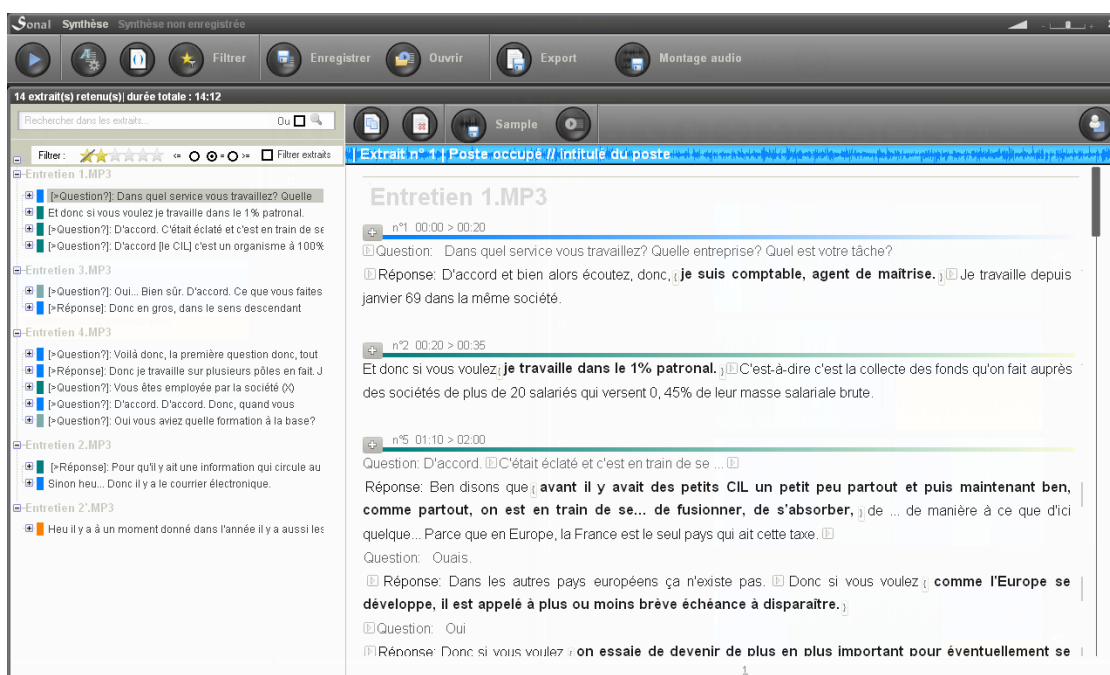 Sonal Synthèse Synthèse non enregistrée
Filtrer Enregistrer Ouvrir Export Montage audio
14 extrait(s) retenu(s)| durée totale : 14:12
Rechercher dans les extraits... Ou
Filtrer : <= = >= Filtrer extraits
Entretien 1.MP3
[>Question?]: Dans quel service vous travaillez? Quelle
Et donc si vous voulez je travaille dans le 1% patronal.
[>Question?]: D'accord. C'était éclaté et c'est en train de se
[>Question?]: D'accord [le CIL] c'est un organisme à 100%
Entretien 3.MP3
[>Question?]: Oui... Bien sûr. D'accord. Ce que vous faites
[>Réponse]: Donc en gros, dans le sens descendant
Entretien 4.MP3
[>Question?]: Voilà donc, la première question donc, tout
[>Réponse]: Donc je travaille sur plusieurs pôles en fait. J
[>Question?]: Vous êtes employée par la société (X)
[>Question?]: D'accord. D'accord. Donc, quand vous
[>Question?]: Oui vous aviez quelle formation à la base?
Entretien 2.MP3
[>Réponse]: Pour qu'il y ait une information qui circule au
Sinon heu... Donc il y a le courrier électronique.
Entretien 2'.MP3
Heu il y a à un moment donné dans l'année il y a aussi les
Sample
Extrait n° 1 | Poste occupé // intitulé du poste
Entretien 1.MP3
n°1 00:00 > 00:20
Question: Dans quel service vous travaillez? Quelle entreprise? Quel est votre tâche?
Réponse: D'accord et bien alors écoutez, donc, je suis comptable, agent de maîtrise. Je travaille depuis
janvier 69 dans la même société.
n°2 00:20 > 00:35
Et donc si vous voulez je travaille dans le 1% patronal. C'est-à-dire c'est la collecte des fonds qu'on fait auprès
des sociétés de plus de 20 salariés qui versent 0, 45% de leur masse salariale brute.
n°5 01:10 > 02:00
Question: D'accord. C'était éclaté et c'est en train de se ...
Réponse: Ben disons que avant il y avait des petits CIL un petit peu partout et puis maintenant ben,
comme partout, on est en train de se... de fusionner, de s'absorber, de ... de manière à ce que d'ici
quelque... Parce que en Europe, la France est le seul pays qui ait cette taxe.
Question: Ouais.
Réponse: Dans les autres pays européens ça n'existe pas. Donc si vous voulez comme l'Europe se
développe, il est appelé à plus ou moins brève échéance à disparaître.
Question: Oui
Réponse: Donc si vous voulez on essaie de devenir de plus en plus important pour éventuellement se
1